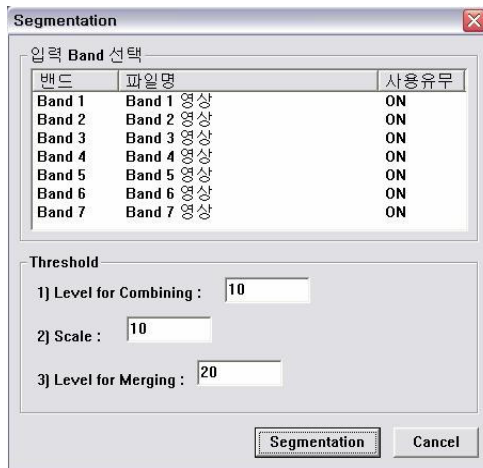 Segmentation
입력 Band 선택
밴드 파일명 사용유무
Band 1 Band 1 영상 ON
Band 2 Band 2 영상 ON
Band 3 Band 3 영상 ON
Band 4 Band 4 영상 ON
Band 5 Band 5 영상 ON
Band 6 Band 6 영상 ON
Band 7 Band 7 영상 ON
Threshold
1) Level for Combining : 10
2) Scale : 10
3) Level for Merging : 20
Segmentation Cancel